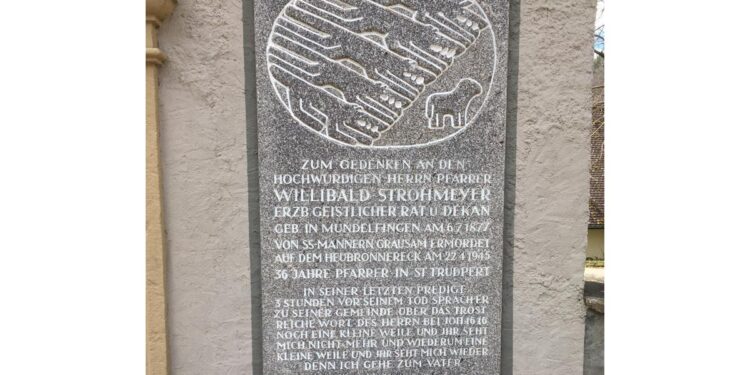 ZUM GEDENKEN AN DEN
HOCHWÜRDIGEN HERRN PFARRER
WILLIBALD STROHMEYER
ERZB GEISTLICHER RAT U DEKAN
GEB IN MUNDELFINGEN AM 6 7 1877
VON SS-MÄNNERN GRAUSAM ERMORDET
AUF DEM HEUBRONNERECK AM 22 4 1945
36 JAHRE PFARRER IN ST TRUDPERT
IN SEINER LETZTEN PREDIGT
3 STUNDEN VOR SEINEM TOD SPRACH ER
ZU SEINER GEMEINDE ÜBER DAS TROST
REICHE WORT DES HERRN BEI JOH 16 16
NOCH EINE KLEINE WEILE UND IHR SEHT
MICH NICHT MEHR UND WIEDERUM EINE
KLEINE WEILE UND IHR SEHT MICH WIEDER
DENN ICH GEHE ZUM VATER